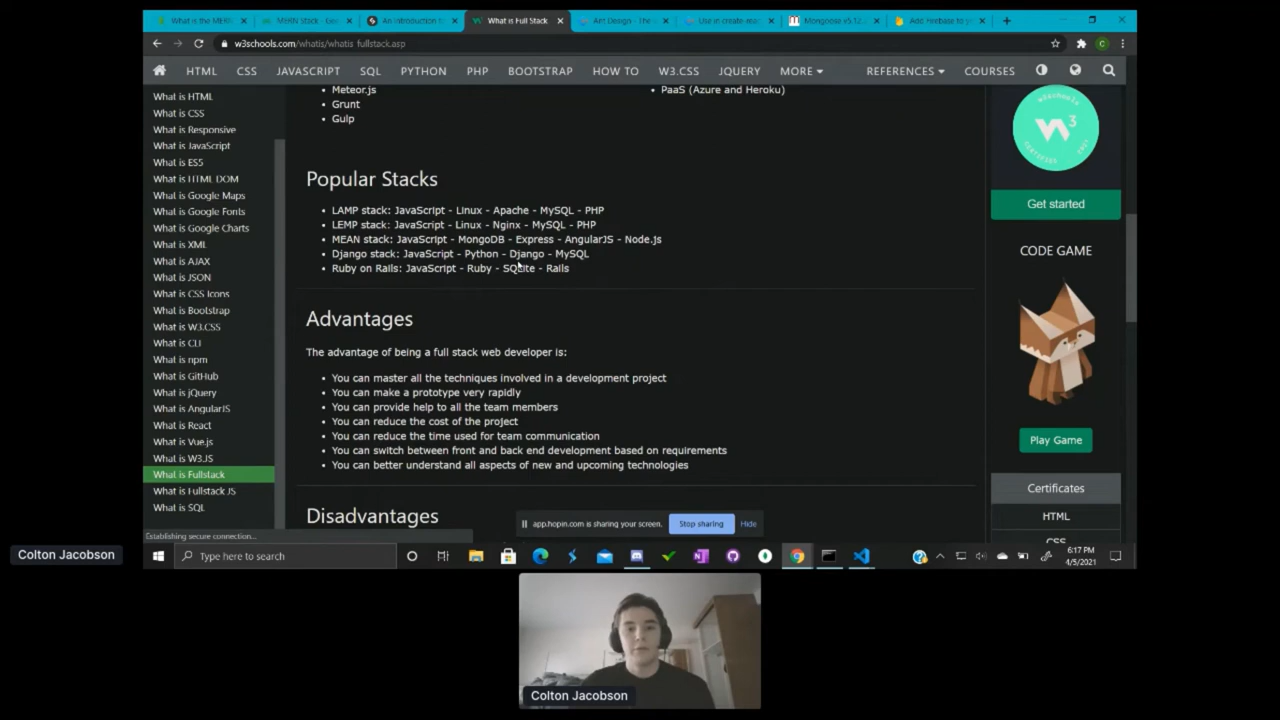 What is the MERN
MERN Stack - Gee
An Introduction t
What is Full Stack
Ant Design - The
Use in create-rea
Mongoose v5.12
Add Firebase to y
w3schools.com/whatis/whatis_fullstack.asp
HTML CSS JAVASCRIPT SQL PYTHON PHP BOOTSTRAP HOW TO W3.CSS JQUERY MORE REFERENCES COURSES
What is HTML
What is CSS
What is Responsive
What is JavaScript
What is ES5
What is HTML DOM
What is Google Maps
What is Google Fonts
What is Google Charts
What is XML
What is AJAX
What is JSON
What is CSS Icons
What is Bootstrap
What is W3.CSS
What is CLI
What is npm
What is GitHub
What is jQuery
What is AngularJS
What is React
What is Vue.js
What is W3.JS
What is Fullstack
What is Fullstack JS
What is SQL
Establishing secure connection...
• Meteor.js
• Grunt
• Gulp
• PaaS (Azure and Heroku)
Popular Stacks
• LAMP stack: JavaScript - Linux - Apache - MySQL - PHP
• LEMP stack: JavaScript - Linux - Nginx - MySQL - PHP
• MEAN stack: JavaScript - MongoDB - Express - AngularJS - Node.js
• Django stack: JavaScript - Python - Django - MySQL
• Ruby on Rails: JavaScript - Ruby - SQLite - Rails
Advantages
The advantage of being a full stack web developer is:
• You can master all the techniques involved in a development project
• You can make a prototype very rapidly
• You can provide help to all the team members
• You can reduce the cost of the project
• You can reduce the time used for team communication
• You can switch between front and back end development based on requirements
• You can better understand all aspects of new and upcoming technologies
Disadvantages
w3schools
W3
Get started
CODE GAME
Play Game
Certificates
HTML
CSS
app.hopin.com is sharing your screen.
Stop sharing
Hide
Type here to search
6:17 PM
4/5/2021
Colton Jacobson
Colton Jacobson